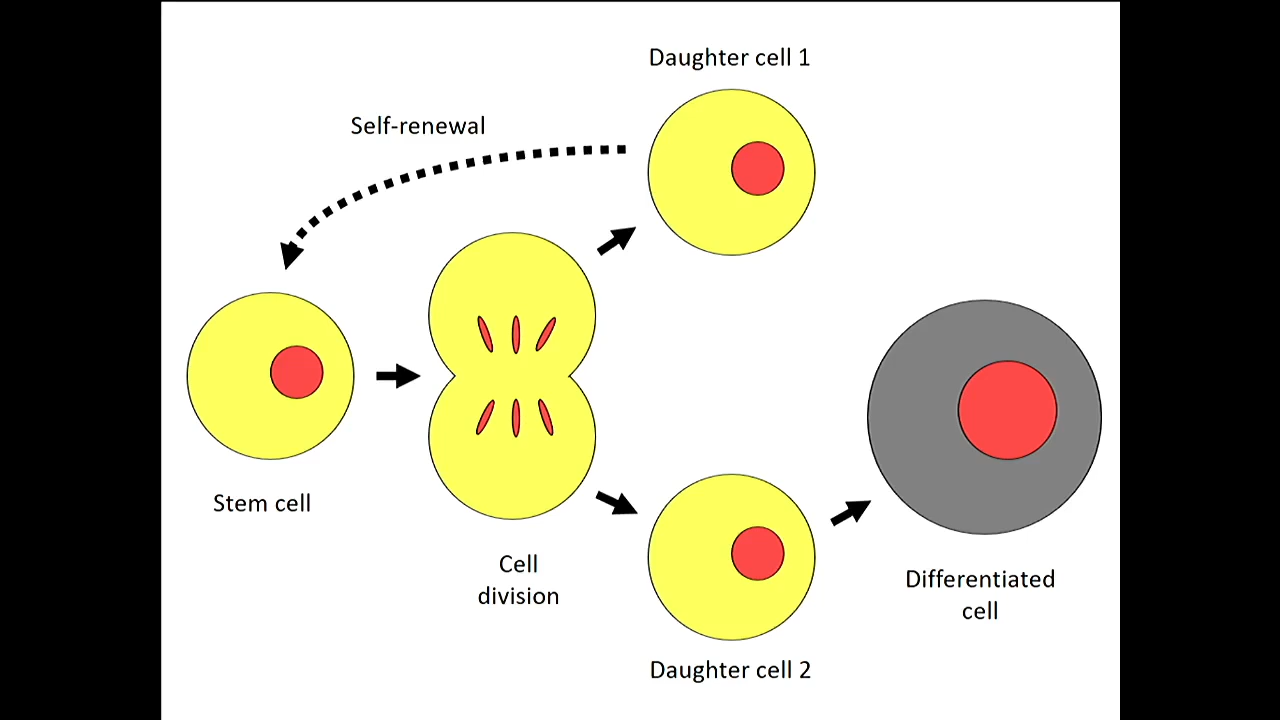 Daughter cell 1
Self-renewal
Stem cell
Cell
division
Differentiated
cell
Daughter cell 2